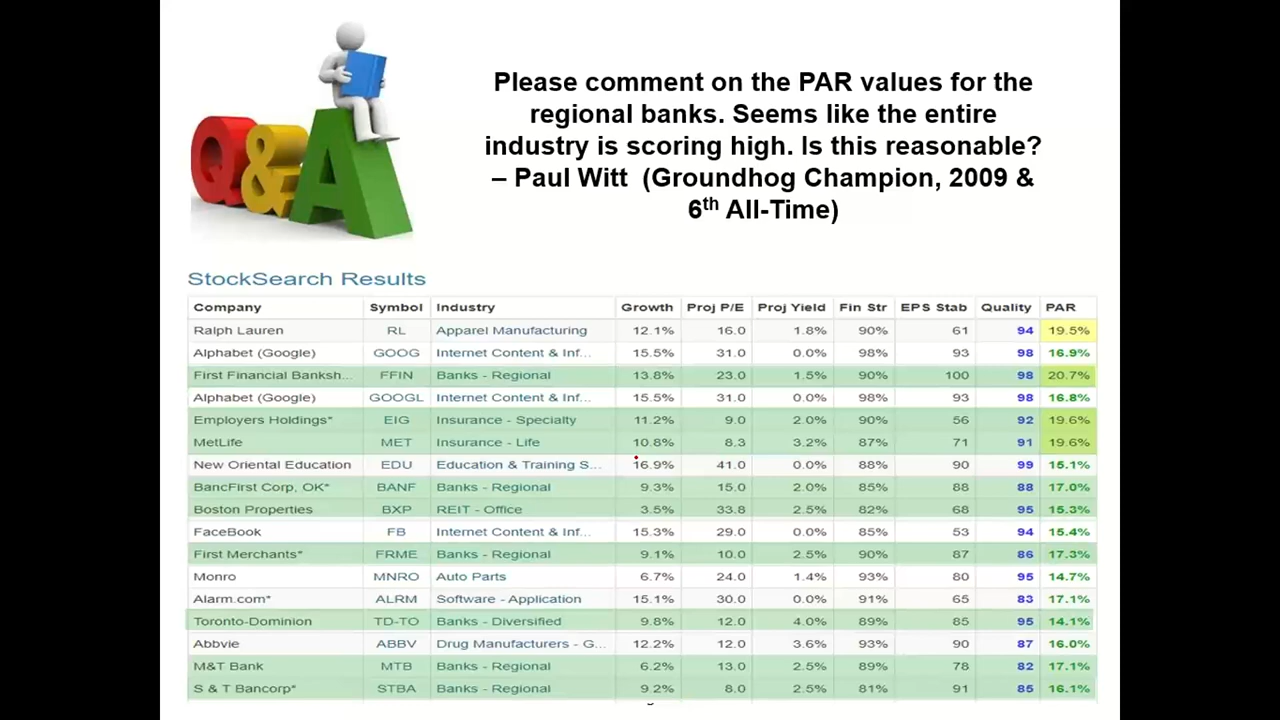 Q&A
Please comment on the PAR values for the
regional banks. Seems like the entire
industry is scoring high. Is this reasonable?
– Paul Witt (Groundhog Champion, 2009 &
6th All-Time)
StockSearch Results
Company Symbol Industry Growth Proj P/E Proj Yield Fin Str EPS Stab Quality PAR
Ralph Lauren RL Apparel Manufacturing 12.1% 16.0 1.8% 90% 61 94 19.5%
Alphabet (Google) GOOG Internet Content & Inf... 15.5% 31.0 0.0% 98% 93 98 16.9%
First Financial Banksh... FFIN Banks - Regional 13.8% 23.0 1.5% 90% 100 98 20.7%
Alphabet (Google) GOOGL Internet Content & Inf... 15.5% 31.0 0.0% 98% 93 98 16.8%
Employers Holdings* EIG Insurance - Specialty 11.2% 9.0 2.0% 90% 56 92 19.6%
MetLife MET Insurance - Life 10.8% 8.3 3.2% 87% 71 91 19.6%
New Oriental Education EDU Education & Training S... 16.9% 41.0 0.0% 88% 90 99 15.1%
BancFirst Corp, OK* BANF Banks - Regional 9.3% 15.0 2.0% 85% 88 88 17.0%
Boston Properties BXP REIT - Office 3.5% 33.8 2.5% 82% 68 95 15.3%
FaceBook FB Internet Content & Inf... 15.3% 29.0 0.0% 85% 53 94 15.4%
First Merchants* FRME Banks - Regional 9.1% 10.0 2.5% 90% 87 86 17.3%
Monro MNRO Auto Parts 6.7% 24.0 1.4% 93% 80 95 14.7%
Alarm.com* ALRM Software - Application 15.1% 30.0 0.0% 91% 65 83 17.1%
Toronto-Dominion TD-TO Banks - Diversified 9.8% 12.0 4.0% 89% 85 95 14.1%
Abbvie ABBV Drug Manufacturers - G... 12.2% 12.0 3.6% 93% 90 87 16.0%
M&T Bank MTB Banks - Regional 6.2% 13.0 2.5% 89% 78 82 17.1%
S & T Bancorp* STBA Banks - Regional 9.2% 8.0 2.5% 81% 91 85 16.1%